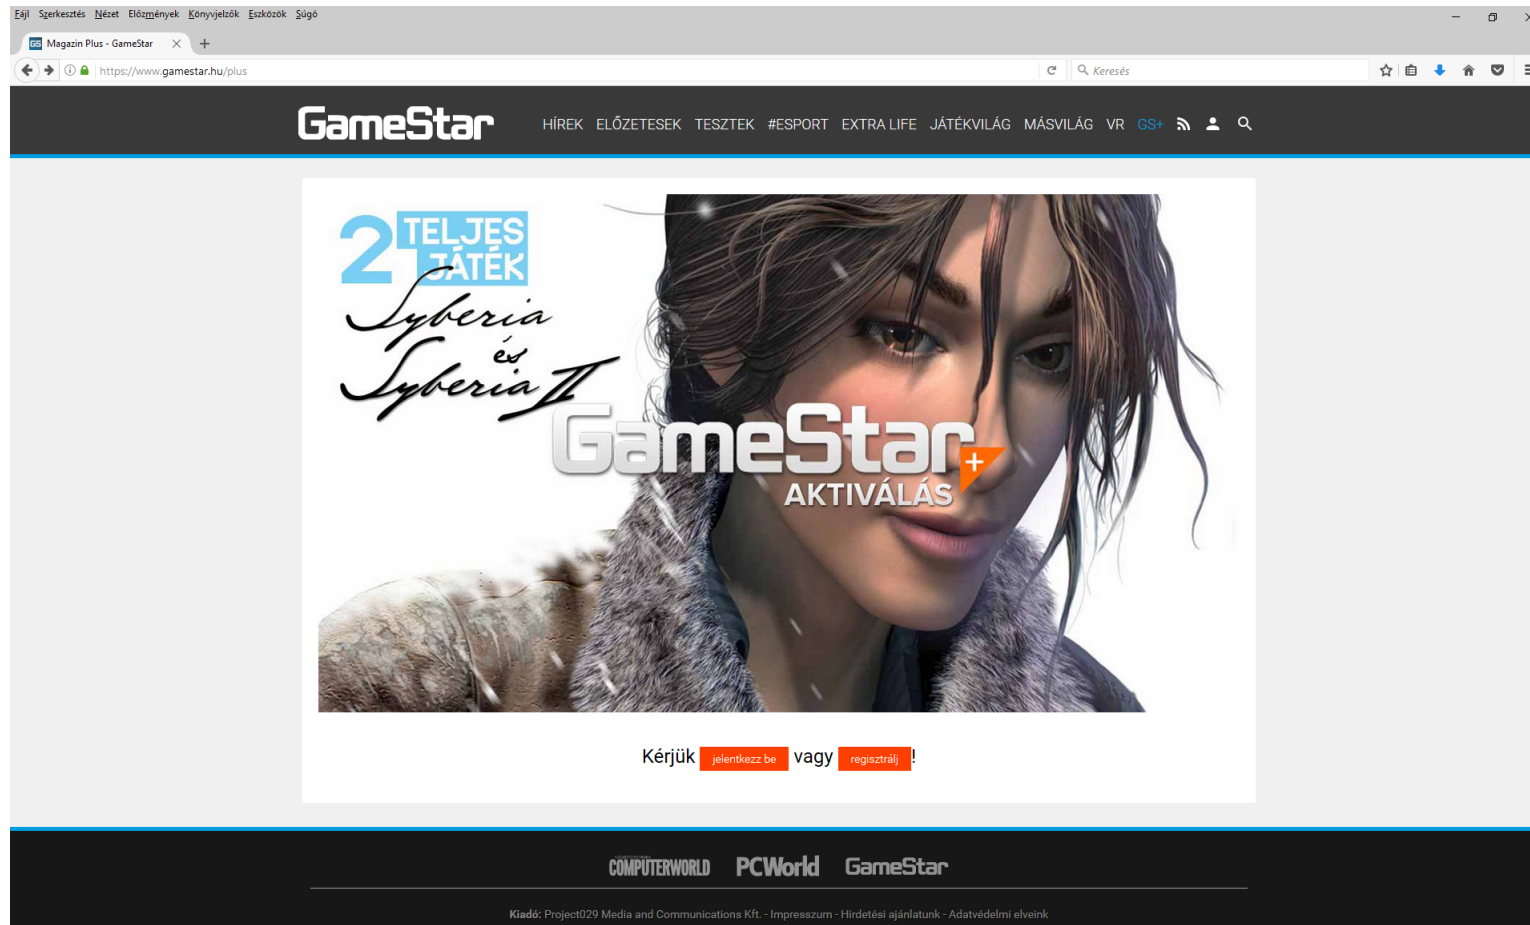 Fájl Szerkesztés Nézet Előzmények Könyvjelzők Eszközök Súgó
GS Magazin Plus - GameStar
https://www.gamestar.hu/plus
Keresés
GameStar HÍREK ELŐZETESEK TESZTEK #ESPORT EXTRA LIFE JÁTÉKVILÁG MÁSVILÁG VR GS+
2 TELJES
JÁTÉK
Syberia
és
Syberia II
GameStar+
AKTIVÁLÁS
Kérjük jelentkezz be vagy regisztrálj!
COMPUTERWORLD PCWorld GameStar
Kiadó: Project029 Media and Communications Kft. - Impresszum - Hirdetési ajánlatunk - Adatvédelmi elveink